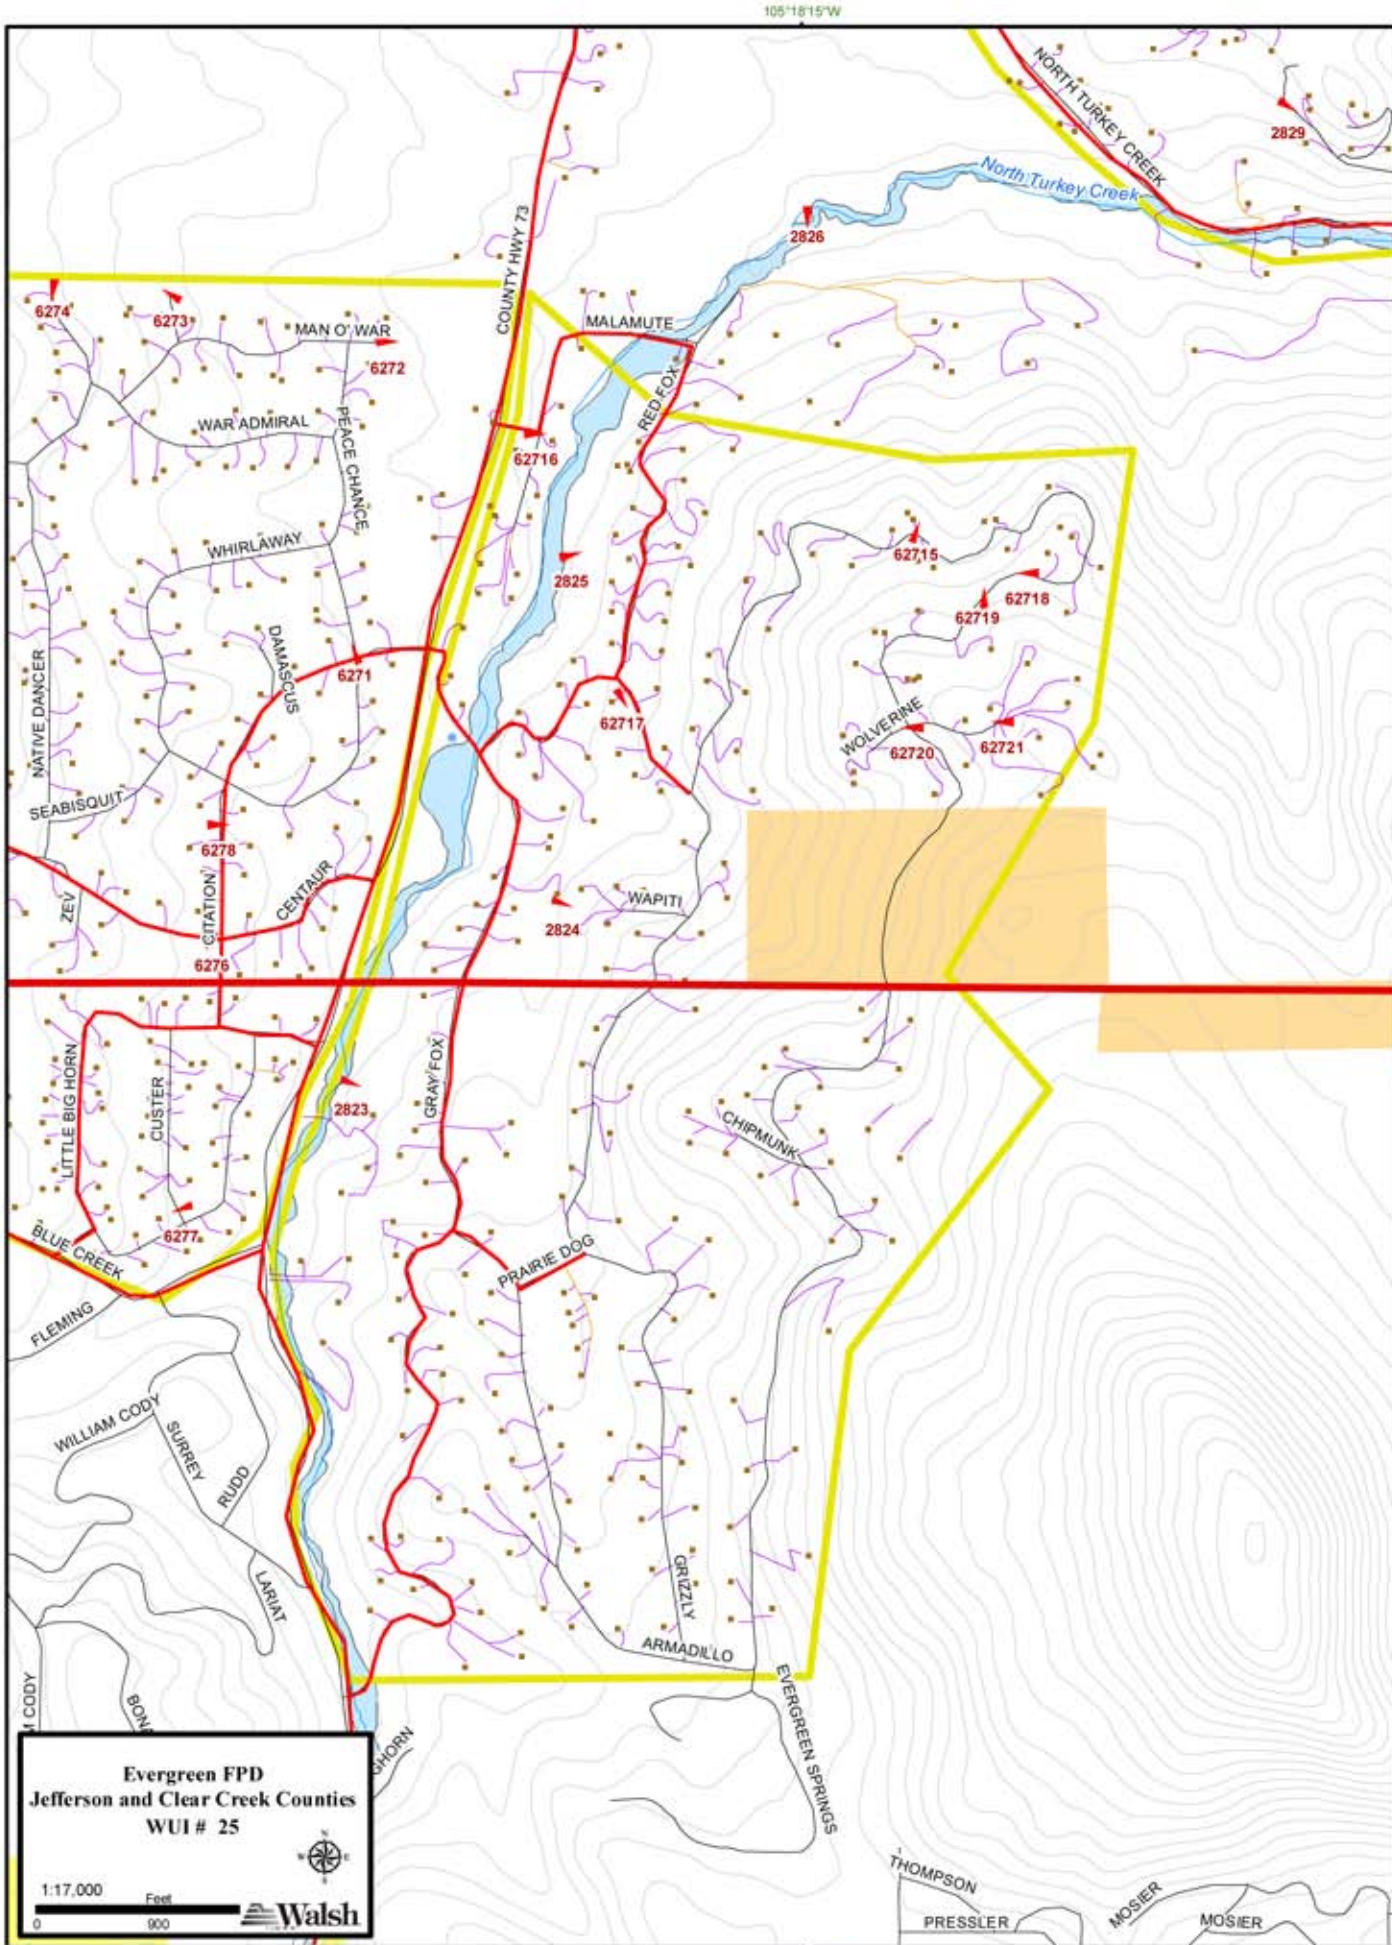 105°18'15"W
NORTH TURKEY CREEK
2829
North Turkey Creek
2826
COUNTY HWY 73
6274
6273
MAN O' WAR
6272
MALAMUTE
RED FOX
WAR ADMIRAL
PEACE CHANCE
62716
WHIRLAWAY
2825
62715
62718
62719
DAMASCUS
NATIVE DANCER
6271
62717
WOLVERINE
62720
62721
SEABISQUIT
6278
CENTAUR
ZEV
CITATION
WAPITI
2824
6276
LITTLE BIG HORN
CUSTER
GRAY FOX
2823
CHIPMUNK
6277
BLUE CREEK
PRAIRIE DOG
FLEMING
WILLIAM CODY
SURREY
RUDD
LARIAT
GRIZZLY
ARMADILLO
EVERGREEN SPRINGS
M CODY
BONA
GHORN
THOMPSON
PRESSLER
MOSIER
MOSIER
Evergreen FPD
Jefferson and Clear Creek Counties
WUI # 25
N
W E
S
1:17,000
Feet
0 900
Walsh